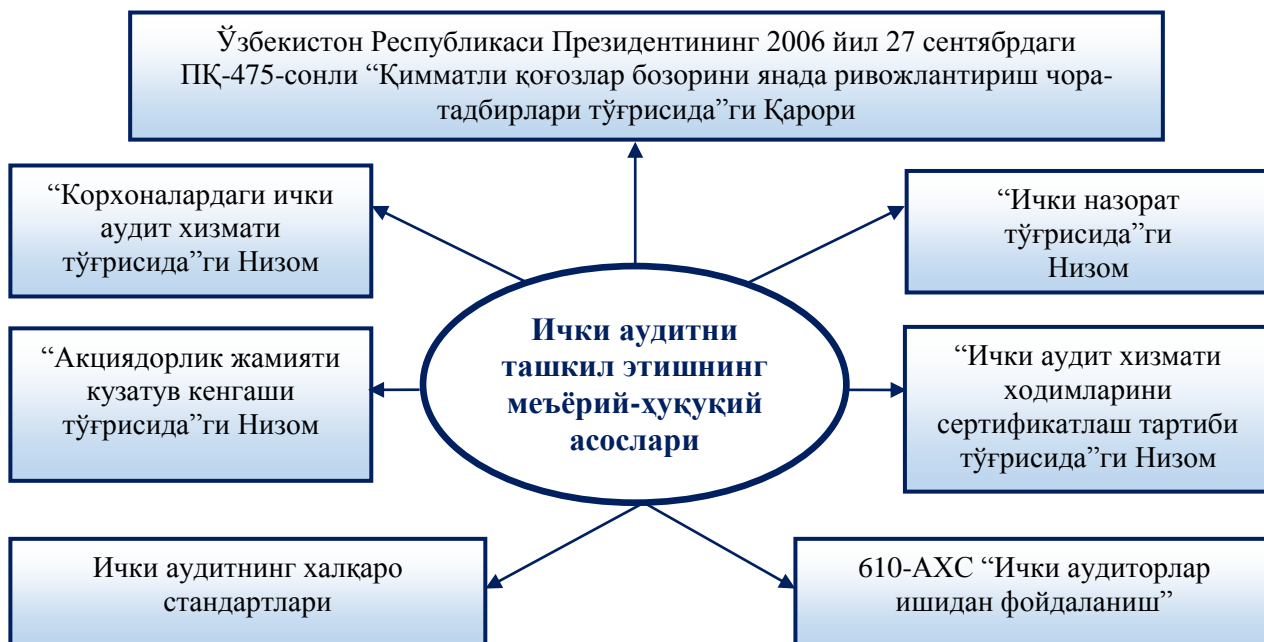 Ўзбекистон Республикаси Президентининг 2006 йил 27 сентябрдаги
ПҚ-475-сонли “Қимматли қоғозлар бозорини янада ривожлантириш чора-
тадбирлари тўғрисида”ги Қарори
“Корхоналардаги ички
аудит хизмати
тўғрисида”ги Низом
“Ички назорат
тўғрисида”ги
Низом
Ички аудитни
ташкил этишнинг
меъёрий-ҳуқуқий
асослари
“Акциядорлик жамияти
кузатув кенгаши
тўғрисида”ги Низом
“Ички аудит хизмати
ходимларини
сертификатлаш тартиби
тўғрисида”ги Низом
Ички аудитнинг халқаро
стандартлари
610-АХС “Ички аудиторлар
ишидан фойдаланиш”